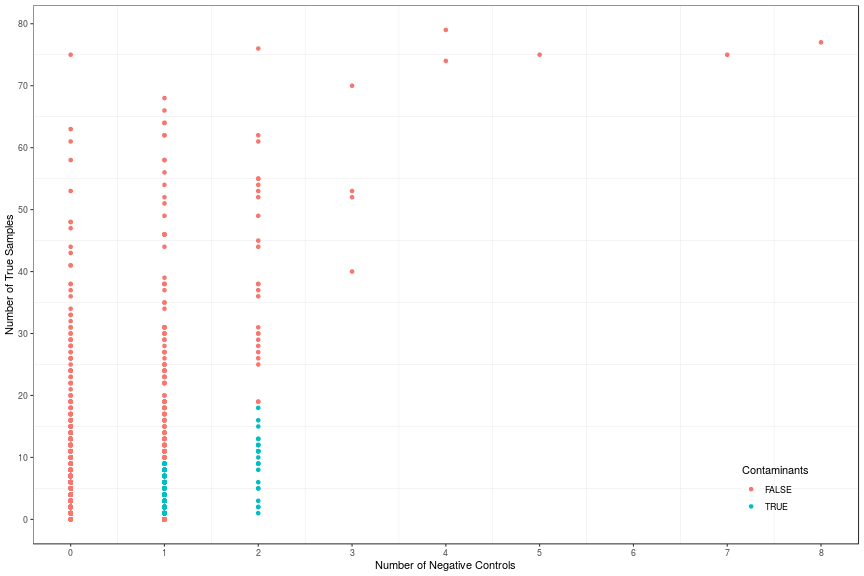 80
70
60
50
40
30
20
10
0
Number of True Samples
Contaminants
FALSE
TRUE
0 1 2 3 4 5 6 7 8
Number of Negative Controls